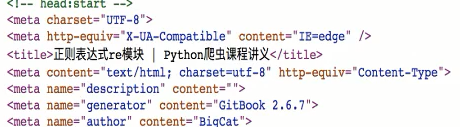 <!-- head:start -->
<meta charset="UTF-8">
<meta http-equiv="X-UA-Compatible" content="IE=edge" />
<title>正则表达式re模块 | Python爬虫课程讲义</title>
<meta content="text/html; charset=utf-8" http-equiv="Content-Type">
<meta name="description" content="">
<meta name="generator" content="GitBook 2.6.7">
<meta name="author" content="BigCat">